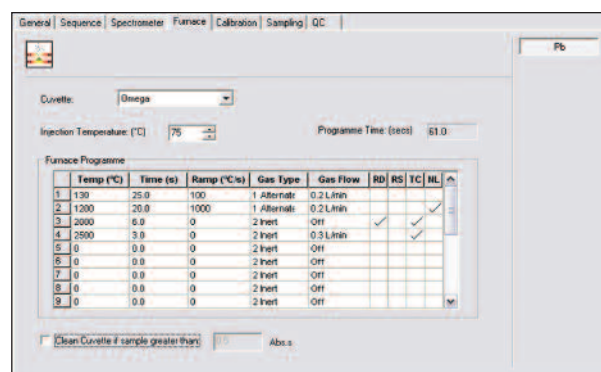 General Sequence Spectrometer Furnace Calibration Sampling QC
Pb
Cuvette: Omega
Injection Temperature: (°C) 75 Programme Time: (secs) 61.0
Furnace Programme
Temp (°C) Time (s) Ramp (°C/s) Gas Type Gas Flow RD RS TC NL
1 130 25.0 100 1 Alternate 0.2 L/min
2 1200 20.0 1000 1 Alternate 0.2 L/min
3 2000 6.0 0 2 Inert Off
4 2500 3.0 0 2 Inert 0.3 L/min
5 0 0.0 0 2 Inert Off
6 0 0.0 0 2 Inert Off
7 0 0.0 0 2 Inert Off
8 0 0.0 0 2 Inert Off
9 0 0.0 0 2 Inert Off
Clean Cuvette if sample greater than: 0.5 Abs.s